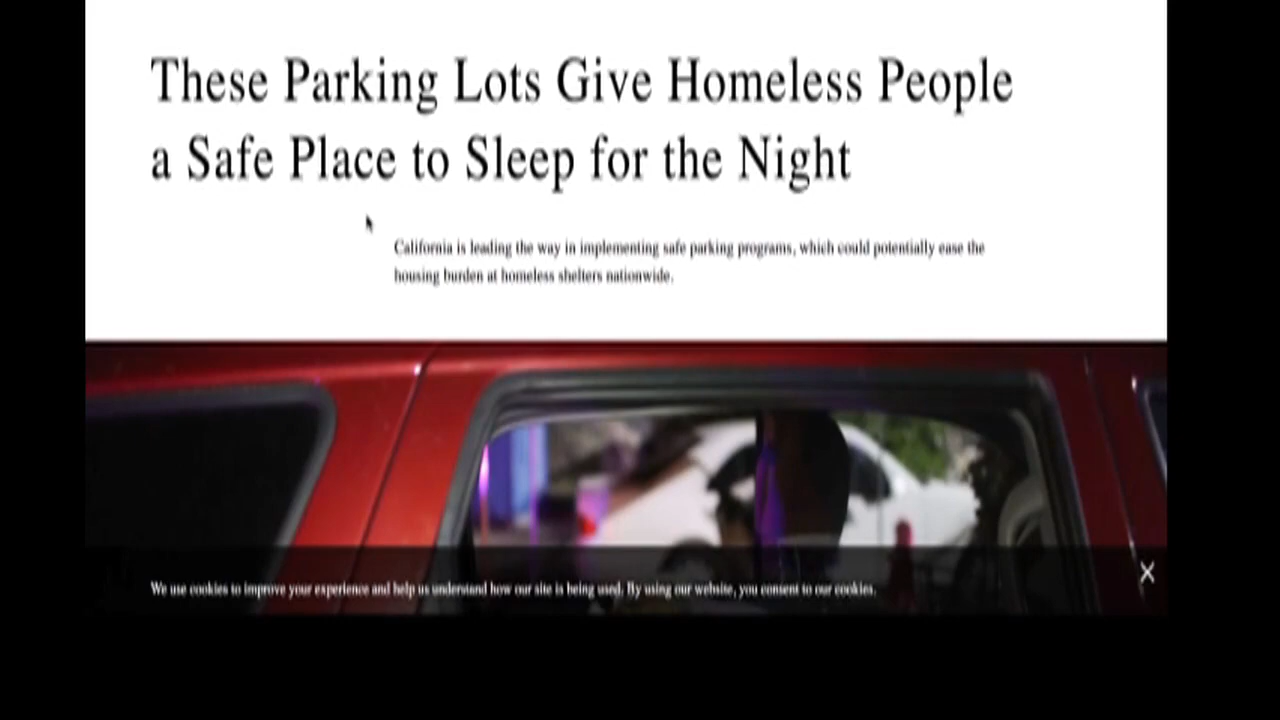 These Parking Lots Give Homeless People
a Safe Place to Sleep for the Night
California is leading the way in implementing safe parking programs, which could potentially ease the
housing burden at homeless shelters nationwide.
We use cookies to improve your experience and help us understand how our site is being used. By using our website, you consent to our cookies.